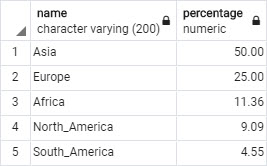 name percentage
character varying (200) numeric
1 Asia 50.00
2 Europe 25.00
3 Africa 11.36
4 North_America 9.09
5 South_America 4.55